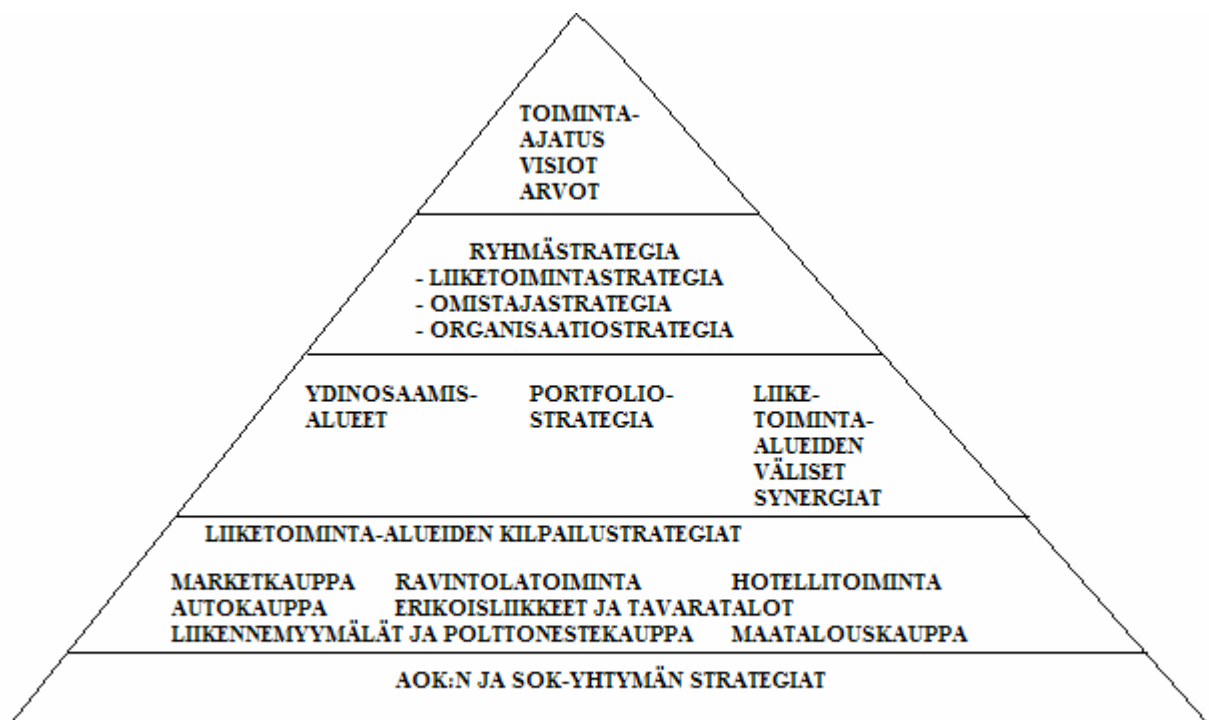 TOIMINTA-
AJATUS
VISIOT
ARVOT
RYHMÄSTRATEGIA
- LIIKETOIMINTASTRATEGIA
- OMISTAJASTRATEGIA
- ORGANISAATIOSTRATEGIA
YDINOSAAMIS-
ALUEET
PORTFOLIO-
STRATEGIA
LIIKE-
TOIMINTA-
ALUEIDEN
VÄLISET
SYNERGIAT
LIIKETOIMINTA-ALUEIDEN KILPAILUSTRATEGIAT
MARKETKAUPPA RAVINTOLATOIMINTA HOTELLITOIMINTA
AUTOKAUPPA ERIKOISLIIKKEET JA TAVARATALOT
LIIKENNEMYYMÄLÄT JA POLTTONESTEKAUPPA MAATALOUSKAUPPA
AOK:N JA SOK-YHTYMÄN STRATEGIAT